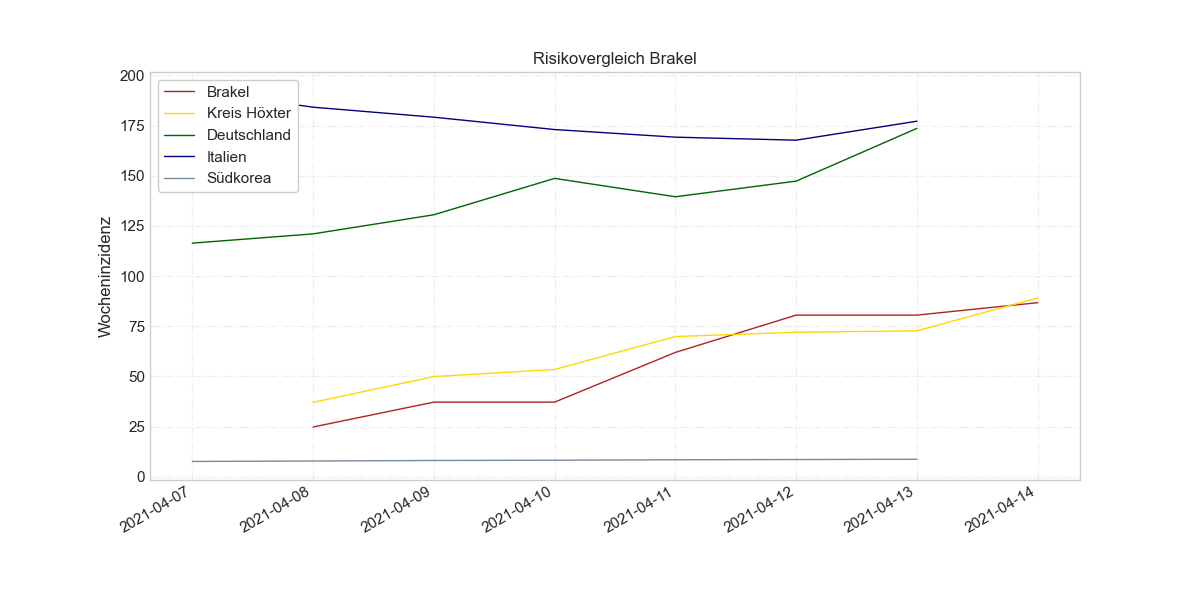 Risikovergleich Brakel
Wocheninzidenz
200
175
150
125
100
75
50
25
0
Brakel
Kreis Höxter
Deutschland
Italien
Südkorea
2021-04-07
2021-04-08
2021-04-09
2021-04-10
2021-04-11
2021-04-12
2021-04-13
2021-04-14